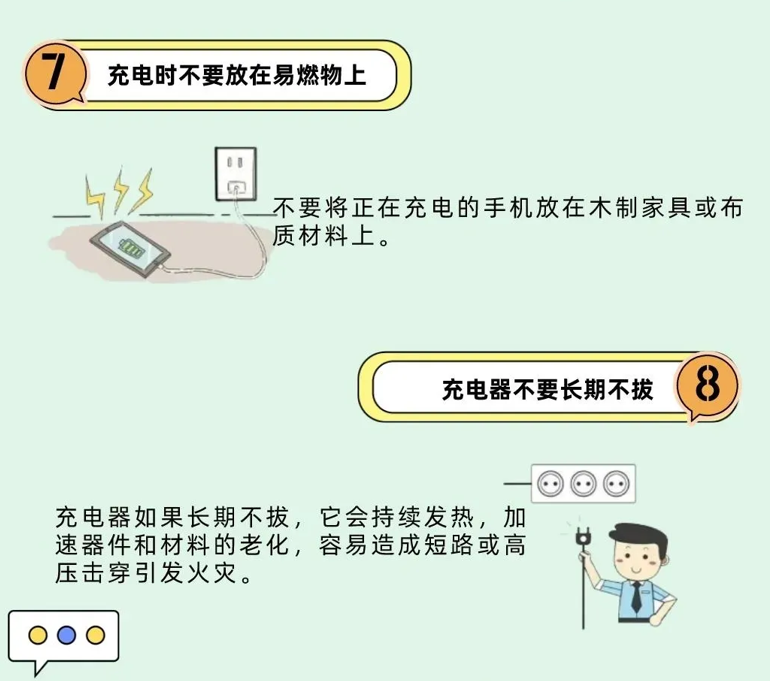 7
充电时不要放在易燃物上
不要将正在充电的手机放在木制家具或布
质材料上。
充电器不要长期不拔
8
充电器如果长期不拔，它会持续发热，加
速器件和材料的老化，容易造成短路或高
压击穿引发火灾。